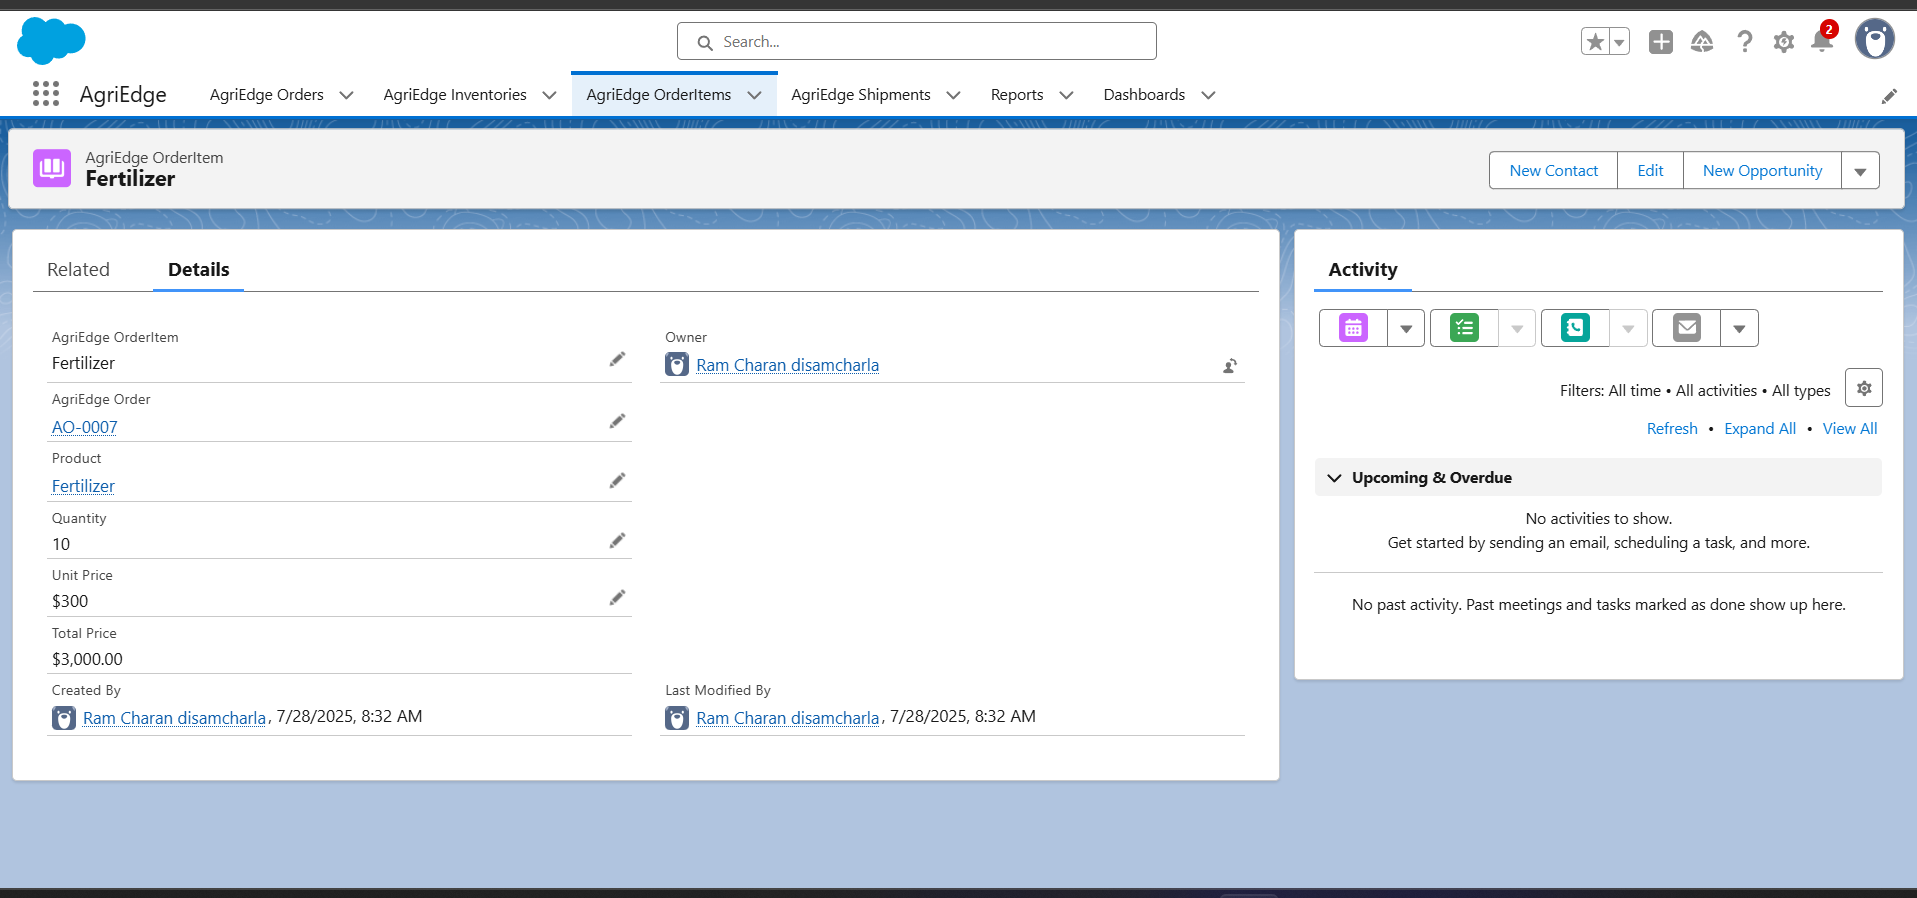 Search...
2
AgriEdge
AgriEdge Orders
AgriEdge Inventories
AgriEdge OrderItems
AgriEdge Shipments
Reports
Dashboards
AgriEdge OrderItem
Fertilizer
New Contact
Edit
New Opportunity
Related
Details
AgriEdge OrderItem
Fertilizer
Owner
Ram Charan disamcharla
AgriEdge Order
AO-0007
Product
Fertilizer
Quantity
10
Unit Price
$300
Total Price
$3,000.00
Created By
Ram Charan disamcharla, 7/28/2025, 8:32 AM
Last Modified By
Ram Charan disamcharla, 7/28/2025, 8:32 AM
Activity
Filters: All time • All activities • All types
Refresh • Expand All • View All
Upcoming & Overdue
No activities to show.
Get started by sending an email, scheduling a task, and more.
No past activity. Past meetings and tasks marked as done show up here.